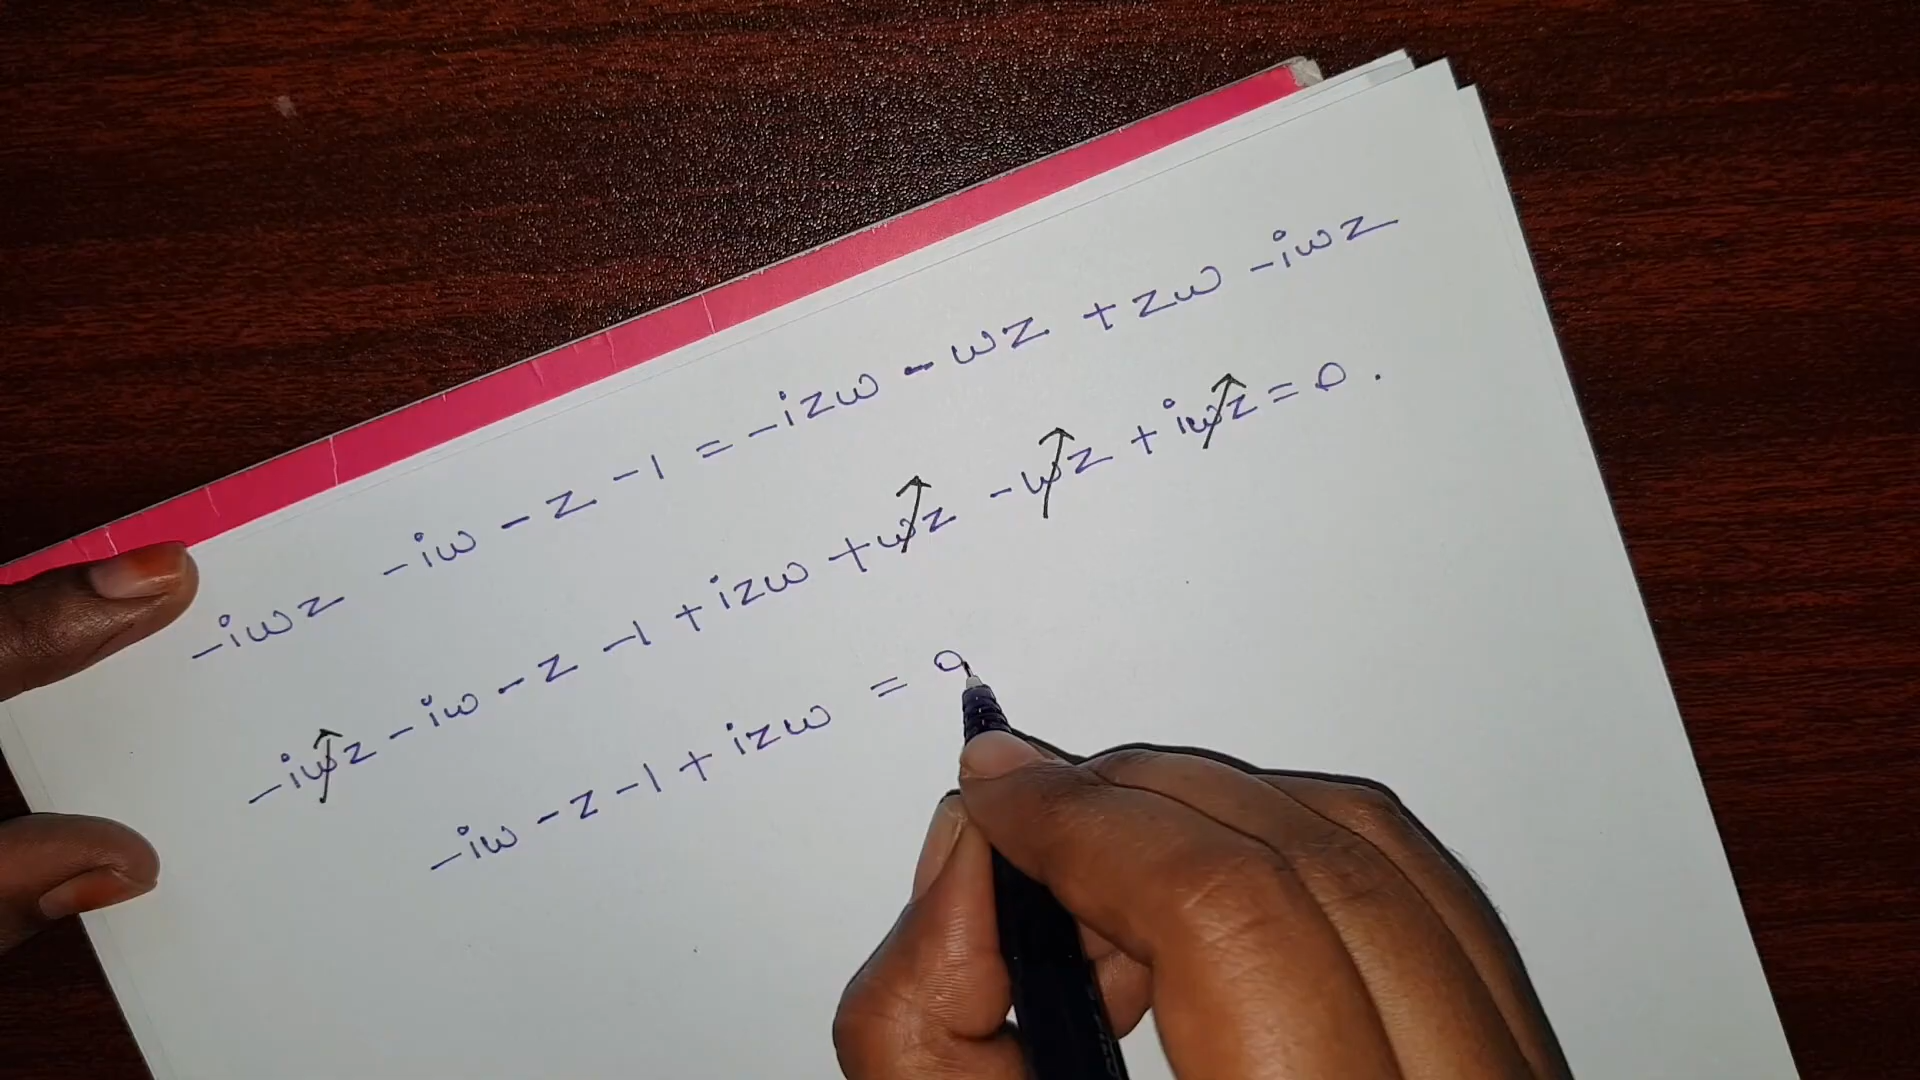 -iwz -iw - z -1 = -izw - wz + zw -iwz
-iwz - iw - z -1 + izw + wz - wz + iwz = 0.
-iw - z -1 + izw = 0